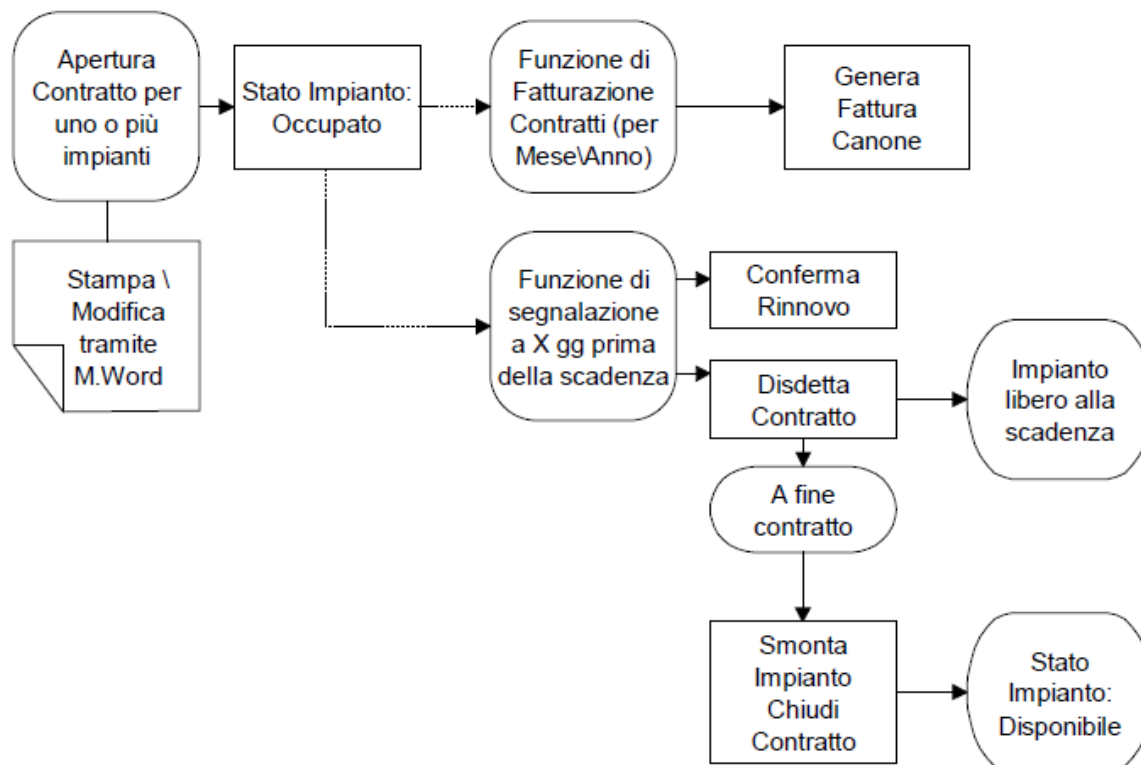 Apertura
Contratto per
uno o più
impianti
Stato Impianto:
Occupato
Funzione di
Fatturazione
Contratti (per
Mese\Anno)
Genera
Fattura
Canone
Stampa \
Modifica
tramite
M.Word
Funzione di
segnalazione
a X gg prima
della scadenza
Conferma
Rinnovo
Disdetta
Contratto
Impianto
libero alla
scadenza
A fine
contratto
Smonta
Impianto
Chiudi
Contratto
Stato
Impianto:
Disponibile